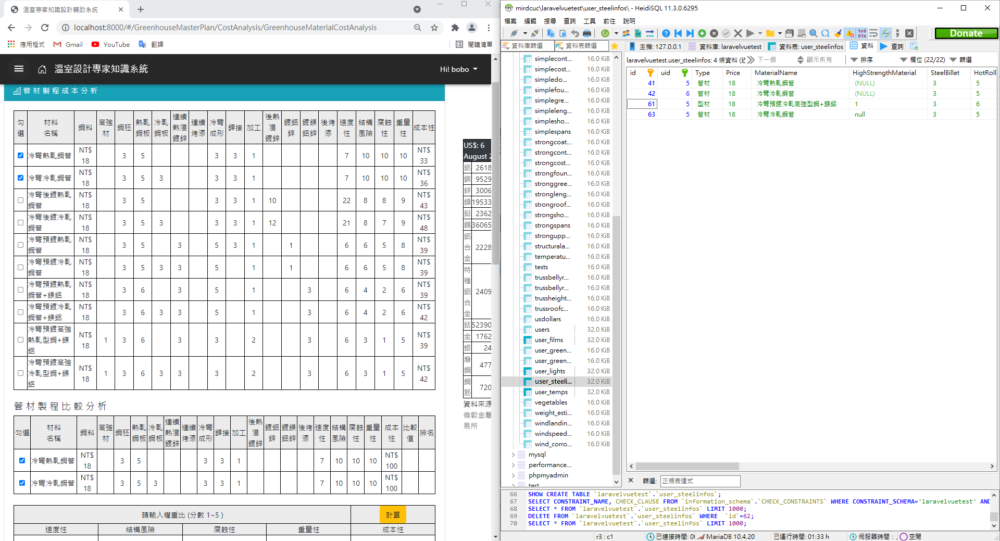 溫室專家知識設計輔助系統
localhost:8000/#/GreenhouseMasterPlan/CostAnalysis/GreenhouseMaterialCostAnalysis
應用程式 Gmail YouTube 翻譯 閱讀清單
溫室設計專家知識系統 Hi! bobo
管材製程成本分析
勾選 材料名稱 鋼料 高強材 鋼胚 熱軋鋼板 冷軋鋼板 連續熱浸鍍鋅 連續烤漆 冷彎成形 銲接 加工 後熱浸鍍鋅 鍍鋁鋅 鍍鎂鋁鋅 後烤漆 速度性 結構風險 腐蝕性 重量性 成本性
冷彎熱軋鋼管 NT$ 18 3 5 3 3 1 7 10 10 10 NT$ 33
冷彎冷軋鋼管 NT$ 18 3 5 3 3 3 1 7 10 10 10 NT$ 36
冷彎後鍍熱軋鋼管 NT$ 18 3 5 3 3 1 10 22 8 8 9 NT$ 43
冷彎後鍍冷軋鋼管 NT$ 18 3 5 3 3 3 1 12 21 8 7 9 NT$ 48
冷彎預鍍熱軋鋼管 NT$ 18 3 5 3 5 3 1 1 6 6 5 8 NT$ 39
冷彎預鍍冷軋鋼管 NT$ 18 3 5 3 3 5 1 1 6 6 5 8 NT$ 39
冷彎預鍍熱軋鋼管+鎂鋁 NT$ 18 3 6 3 5 1 3 6 4 2 6 NT$ 39
冷彎預鍍冷軋鋼管+鎂鋁 NT$ 18 3 6 3 3 5 1 3 6 4 2 6 NT$ 42
冷彎預鍍高強熱軋型鋼+鎂鋁 NT$ 18 1 3 6 3 3 2 3 6 3 1 5 NT$ 39
冷彎預鍍高強冷軋型鋼+鎂鋁 NT$ 18 1 3 6 3 3 3 2 3 6 3 1 5 NT$ 42
管材製程比較分析
勾選 材料名稱 鋼料 高強材 鋼胚 熱軋鋼板 冷軋鋼板 連續熱浸鍍鋅 連續烤漆 冷彎成形 銲接 加工 後熱浸鍍鋅 鍍鋁鋅 鍍鎂鋁鋅 後烤漆 速度性 結構風險 腐蝕性 重量性 成本性 比較值 排名
冷彎熱軋鋼管 NT$ 18 3 5 3 3 1 7 10 10 10 NT$ 100
冷彎冷軋鋼管 NT$ 18 3 5 3 3 3 1 7 10 10 10 NT$ 100
請輸入權重比 (分數 1~5 ) 計算
速度性 結構風險 腐蝕性 重量性 成本性
US$: 6
August 2
鋁 2618
銅 9529
鋅 3006
鎳 19533
鉛 2362
錫 36065
鋁合金 2228
特種鋁合金 2409
鈷 52390
金 1762
銀 24
廢鋼 477
鋼筋 720
資料來源
倫敦金屬
易所
mirdcuc\laravelvuetest\user_steelinfos\ - HeidiSQL 11.3.0.6295
檔案 編輯 搜尋 查詢 工具 前往 說明
Donate
資料庫篩選 資料表篩選 主機: 127.0.0.1 資料庫: laravelvuetest 資料表: user_steelinfos 資料 查詢
laravelvuetest.user_steelinfos: 4 條資料 (近 下一個 顯示所有 排序 欄位 (22/22) 篩選
id uid Type Price MaterialName HighStrengthMaterial SteelBillet HotRoll
41 5 管材 18 冷彎熱軋鋼管 (NULL) 3 5
42 6 管材 18 冷彎冷軋鋼管 (NULL) 3 5
61 5 型材 18 冷彎預鍍冷軋高強型鋼+鎂鋁 1 3 6
63 5 管材 18 冷彎冷軋鋼管 null 3 5
simplecont... 16.0 KiB
simplecost... 16.0 KiB
simpledo... 16.0 KiB
simplefou... 16.0 KiB
simplegre... 16.0 KiB
simpleleng... 16.0 KiB
simplesho... 16.0 KiB
simplespans 16.0 KiB
strongcoat... 16.0 KiB
strongcont... 16.0 KiB
strongcost... 16.0 KiB
strongfoun... 16.0 KiB
stronggree... 16.0 KiB
strongleng... 16.0 KiB
strongroof... 16.0 KiB
strongsho... 16.0 KiB
strongspans 16.0 KiB
strongupp... 16.0 KiB
structurala... 16.0 KiB
temperatu... 16.0 KiB
tests 16.0 KiB
trussbellyr... 16.0 KiB
trussbellyr... 16.0 KiB
trussheight... 16.0 KiB
trussroofc... 16.0 KiB
usdollars 16.0 KiB
users 32.0 KiB
user_films 32.0 KiB
user_green... 16.0 KiB
user_green... 16.0 KiB
user_lights 32.0 KiB
user_steeli... 32.0 KiB
user_temps 32.0 KiB
vegetables 16.0 KiB
weight_esti... 16.0 KiB
windlandin... 16.0 KiB
windspeed... 16.0 KiB
wind_corro... 16.0 KiB
mysql
performance...
phpmyadmin
test
篩選: 正規表達式
66 SHOW CREATE TABLE `laravelvuetest`.`user_steelinfos`;
67 SELECT CONSTRAINT_NAME, CHECK_CLAUSE FROM `information_schema`.`CHECK_CONSTRAINTS` WHERE CONSTRAINT_SCHEMA='laravelvuetest' AND
68 SELECT * FROM `laravelvuetest`.`user_steelinfos` LIMIT 1000;
69 DELETE FROM `laravelvuetest`.`user_steelinfos` WHERE  `id`=62;
70 SELECT * FROM `laravelvuetest`.`user_steelinfos` LIMIT 1000;
r3 : c1 已連接時間: 00 MariaDB 10.4.20 已運行時間: 01:33 h 伺服器時間： 空閒